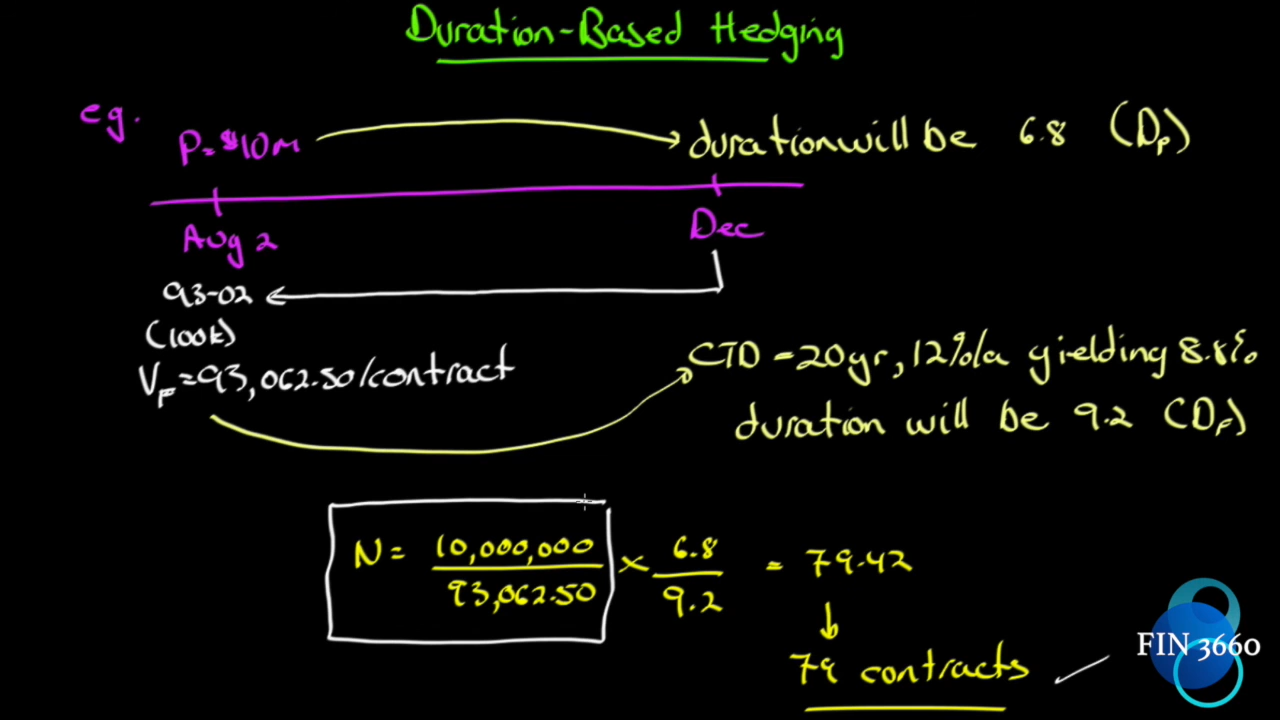 Duration-Based Hedging
eg.
P=$10m
duration will be 6.8 (Dp)
Aug 2
Dec
93-02
(100k)
VF=93,062.50/contract
CTD = 20yr, 12%/a yielding 8.8%
duration will be 9.2 (DF)
N = 10,000,000 / 93,062.50 × 6.8 / 9.2 = 79.42
79 contracts
FIN 3660